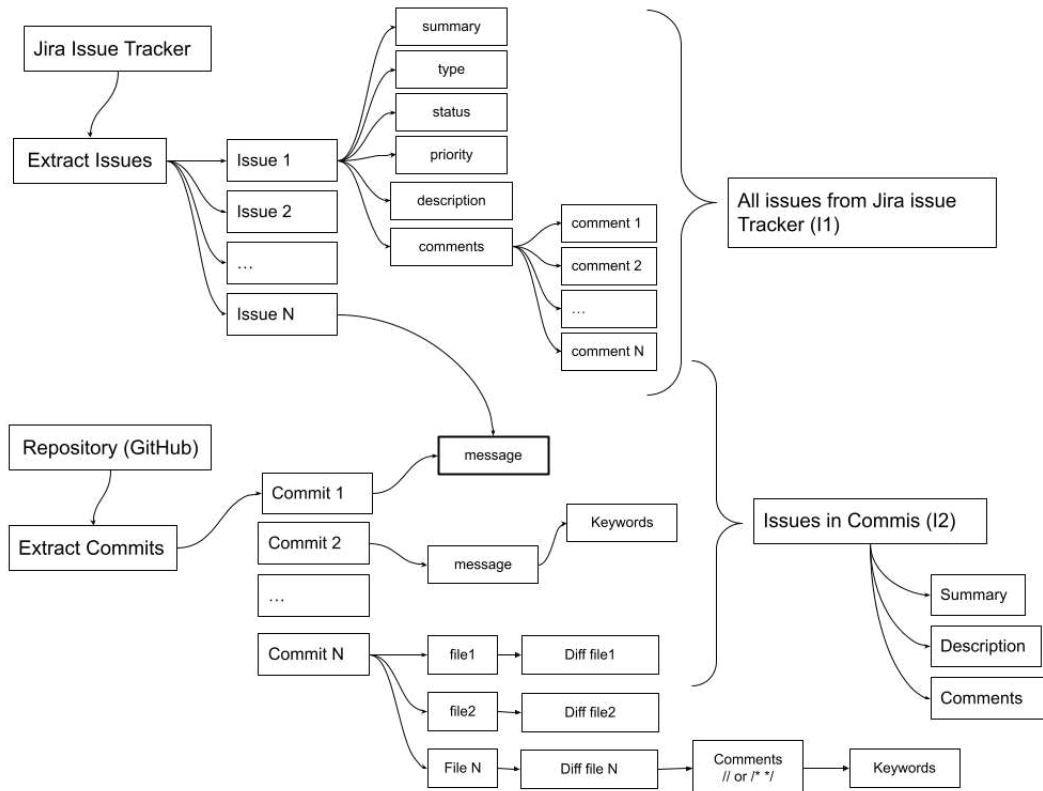 Jira Issue Tracker
Extract Issues
Issue 1
Issue 2
...
Issue N
summary
type
status
priority
description
comments
comment 1
comment 2
...
comment N
All issues from Jira issue
Tracker (I1)
Repository (GitHub)
Extract Commits
Commit 1
Commit 2
...
Commit N
message
message
Keywords
file1
Diff file1
file2
Diff file2
File N
Diff file N
Comments
// or /* */
Keywords
Issues in Commis (I2)
Summary
Description
Comments